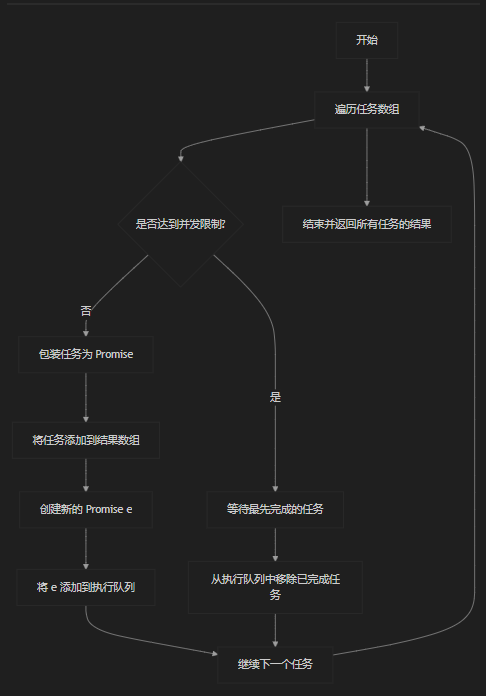 开始
遍历任务数组
是否达到并发限制?
结束并返回所有任务的结果
否
包装任务为 Promise
是
将任务添加到结果数组
创建新的 Promise e
等待最先完成的任务
将 e 添加到执行队列
从执行队列中移除已完成任
务
继续下一个任务